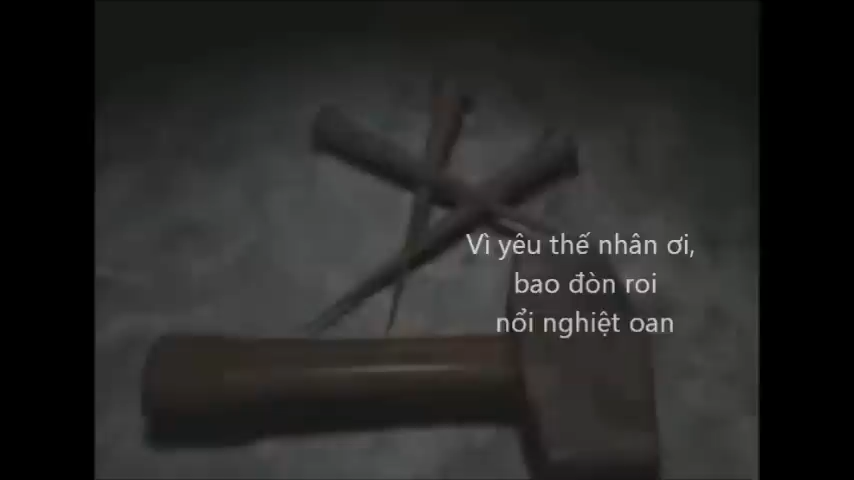 Vì yêu thế nhân ơi,
bao đòn roi
nổi nghiệt oan